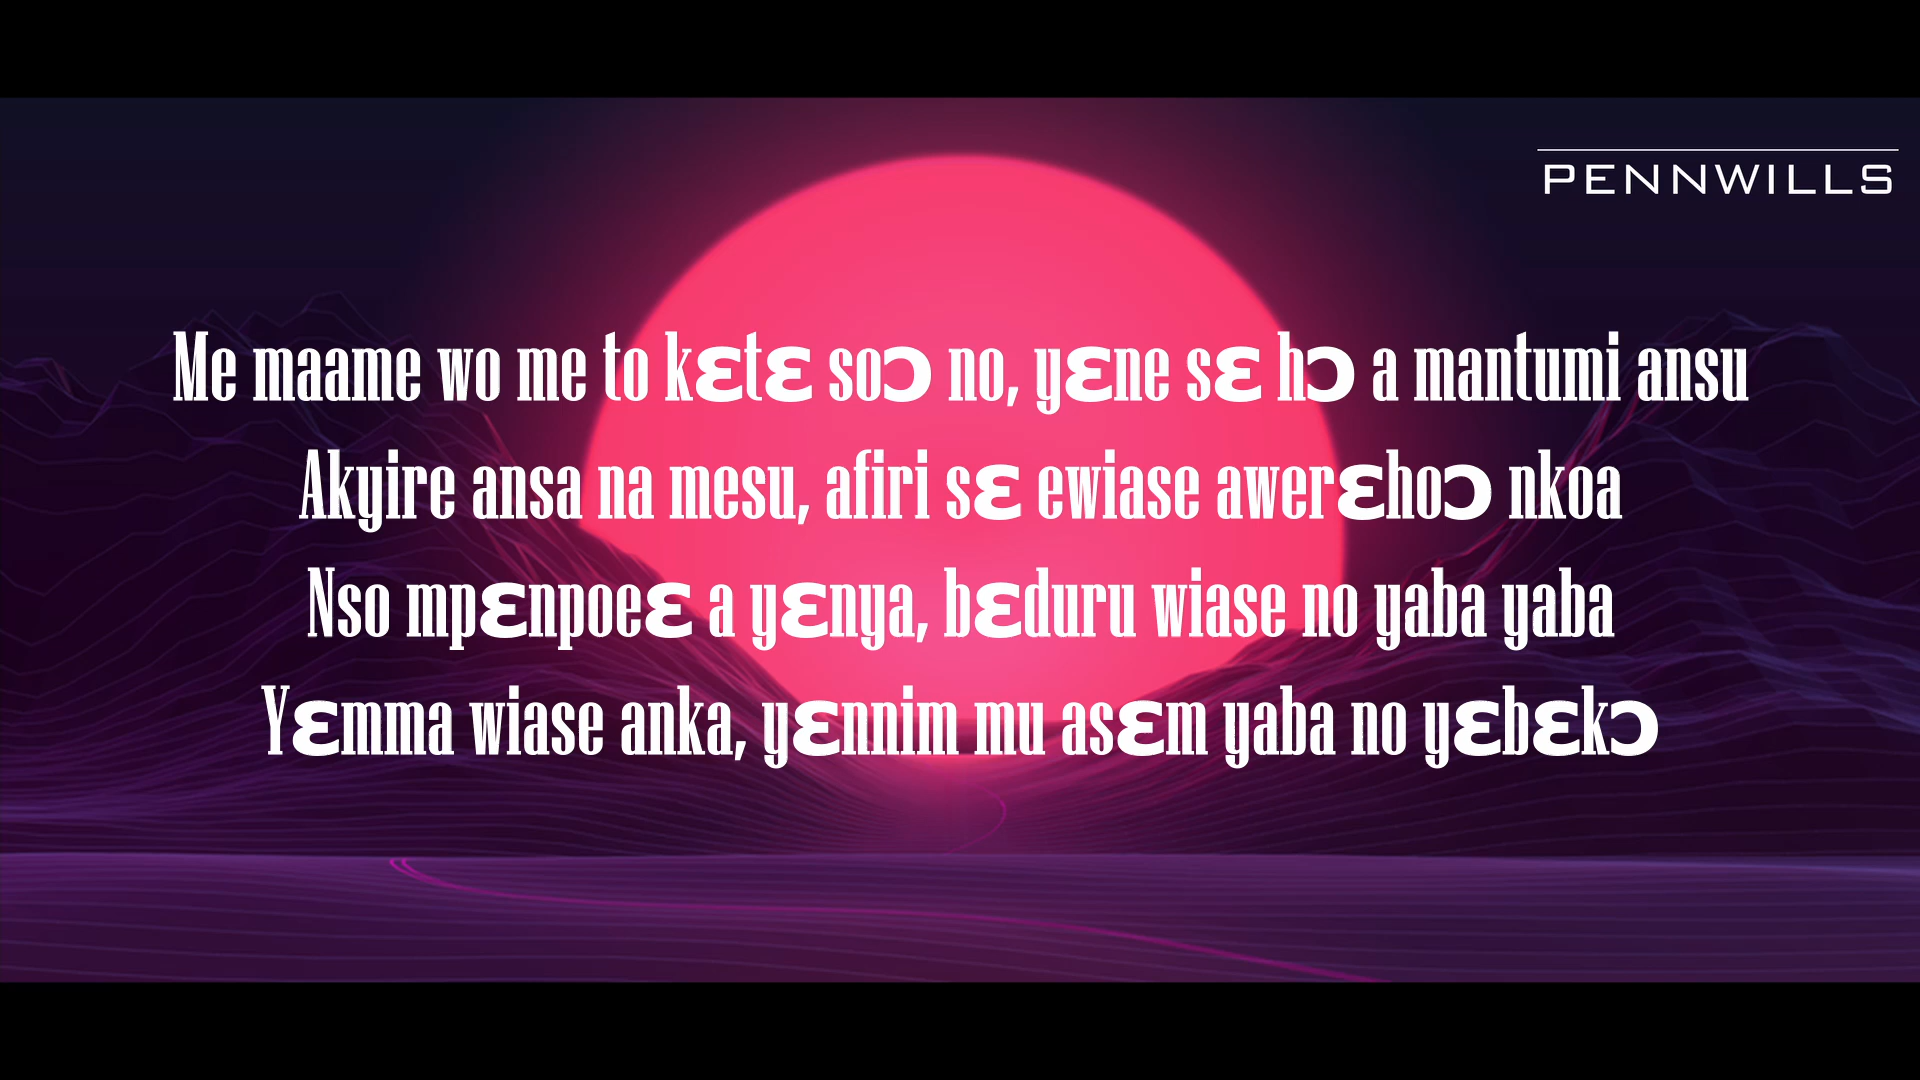 PENNWILLS
Me maame wo me to kɛtɛ soɔ no, yɛne sɛ hɔ a mantumi ansu
Akyire ansa na mesu, afiri sɛ ewiase awerɛhoɔ nkoa
Nso mpɛnpoeɛ a yɛnya, bɛduru wiase no yaba yaba
Yɛmma wiase anka, yɛnnim mu asɛm yaba no yɛbɛkɔ